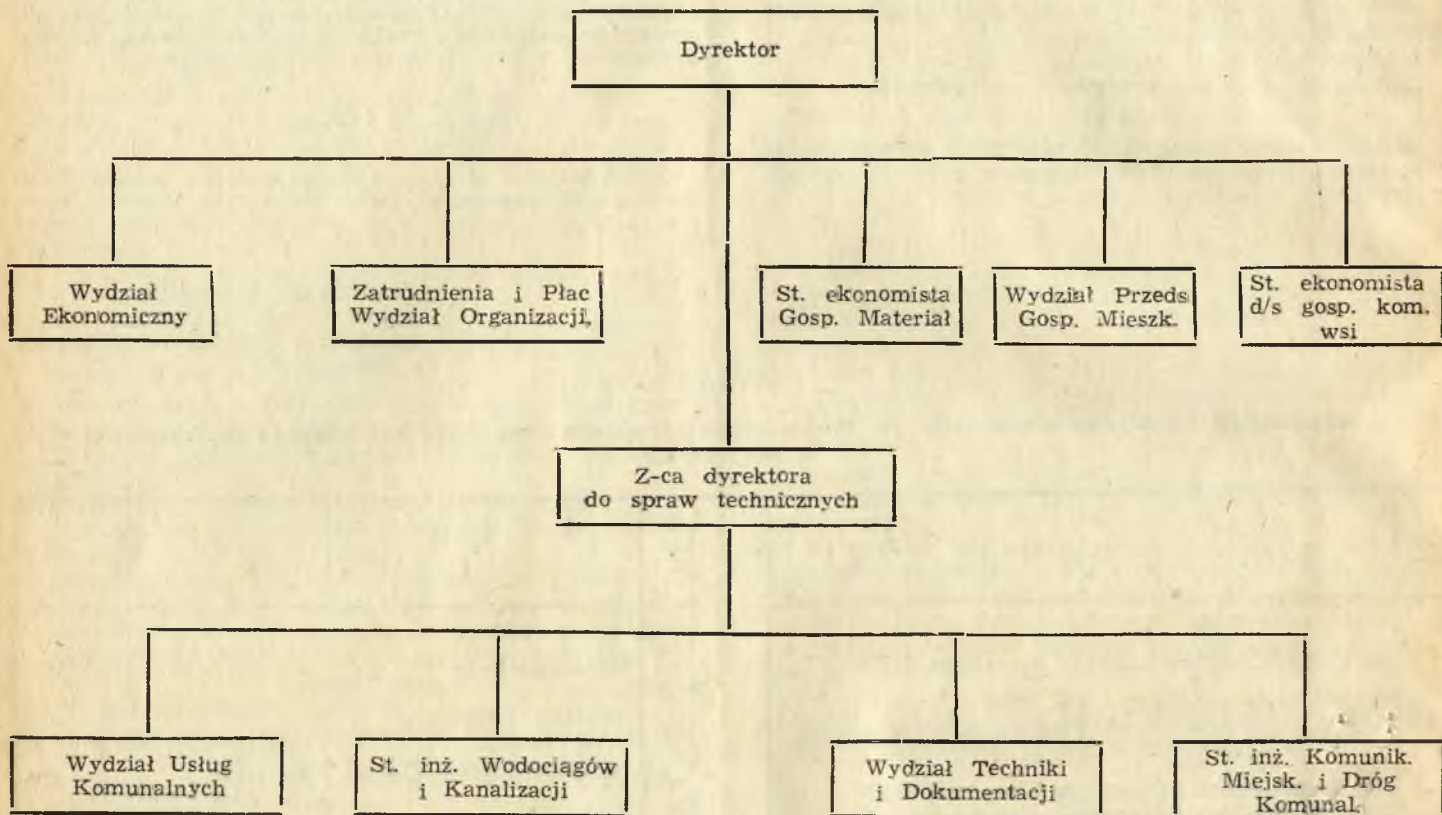 Dyrektor
Wydział
Ekonomiczny
Zatrudnienia i Płac
Wydział Organizacji,
St. ekonomista
Gosp. Materiał
Wydział Przeds
Gosp. Mieszk.
St. ekonomista
d/s gosp. kom.
wsi
Z-ca dyrektora
do spraw technicznych
Wydział Usług
Komunalnych
St. inż. Wodociągów
i Kanalizacji
Wydział Techniki
i Dokumentacji
St. inż. Komunik.
Miejsk. i Dróg
Komunal.